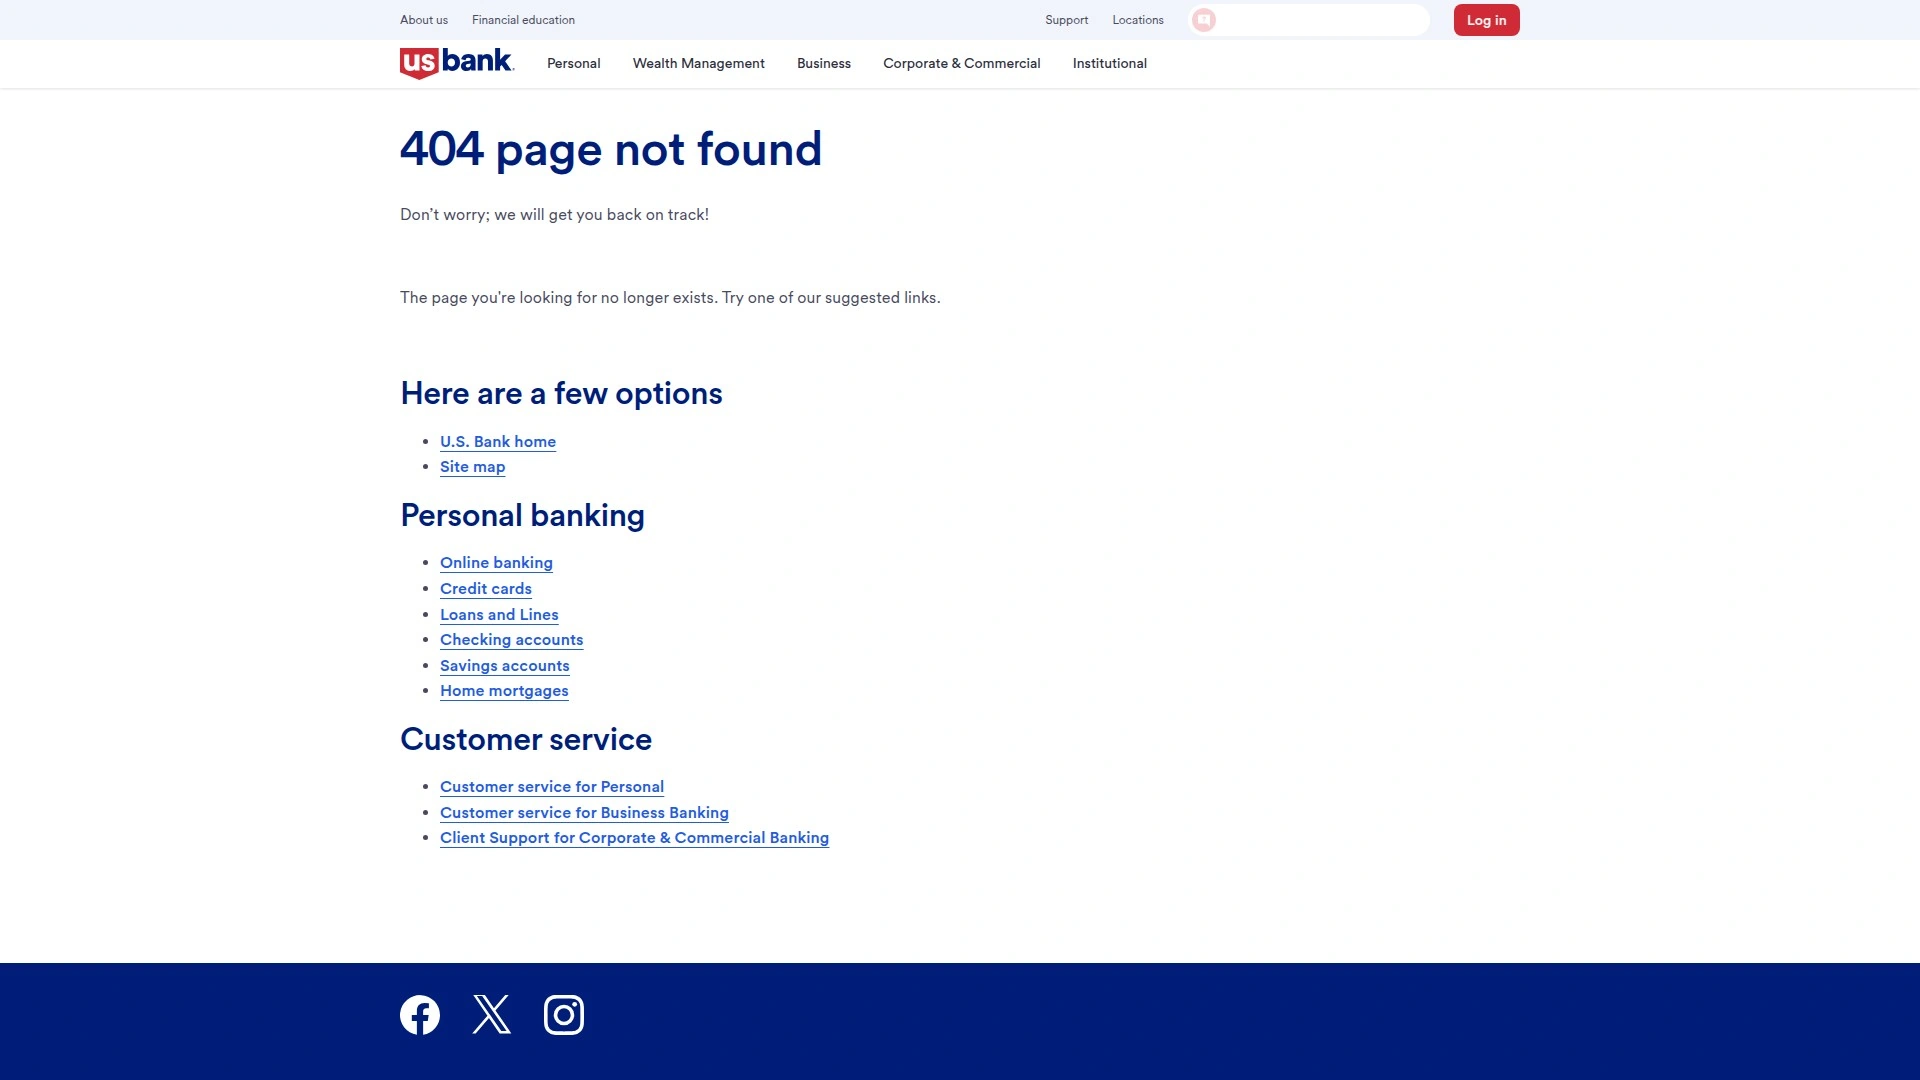 About us
Financial education
Support
Locations
Log in
usbank.
Personal
Wealth Management
Business
Corporate & Commercial
Institutional
404 page not found
Don’t worry; we will get you back on track!
The page you're looking for no longer exists. Try one of our suggested links.
Here are a few options
U.S. Bank home
Site map
Personal banking
Online banking
Credit cards
Loans and Lines
Checking accounts
Savings accounts
Home mortgages
Customer service
Customer service for Personal
Customer service for Business Banking
Client Support for Corporate & Commercial Banking